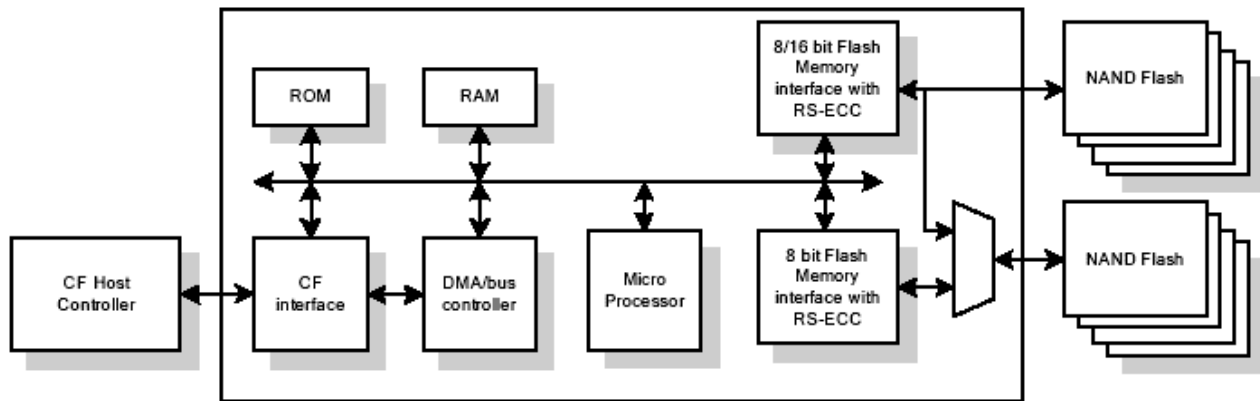 ROM
RAM
8/16 bit Flash
Memory
interface with
RS-ECC
NAND Flash
CF Host
Controller
CF
interface
DMA/bus
controller
Micro
Processor
8 bit Flash
Memory
interface with
RS-ECC
NAND Flash